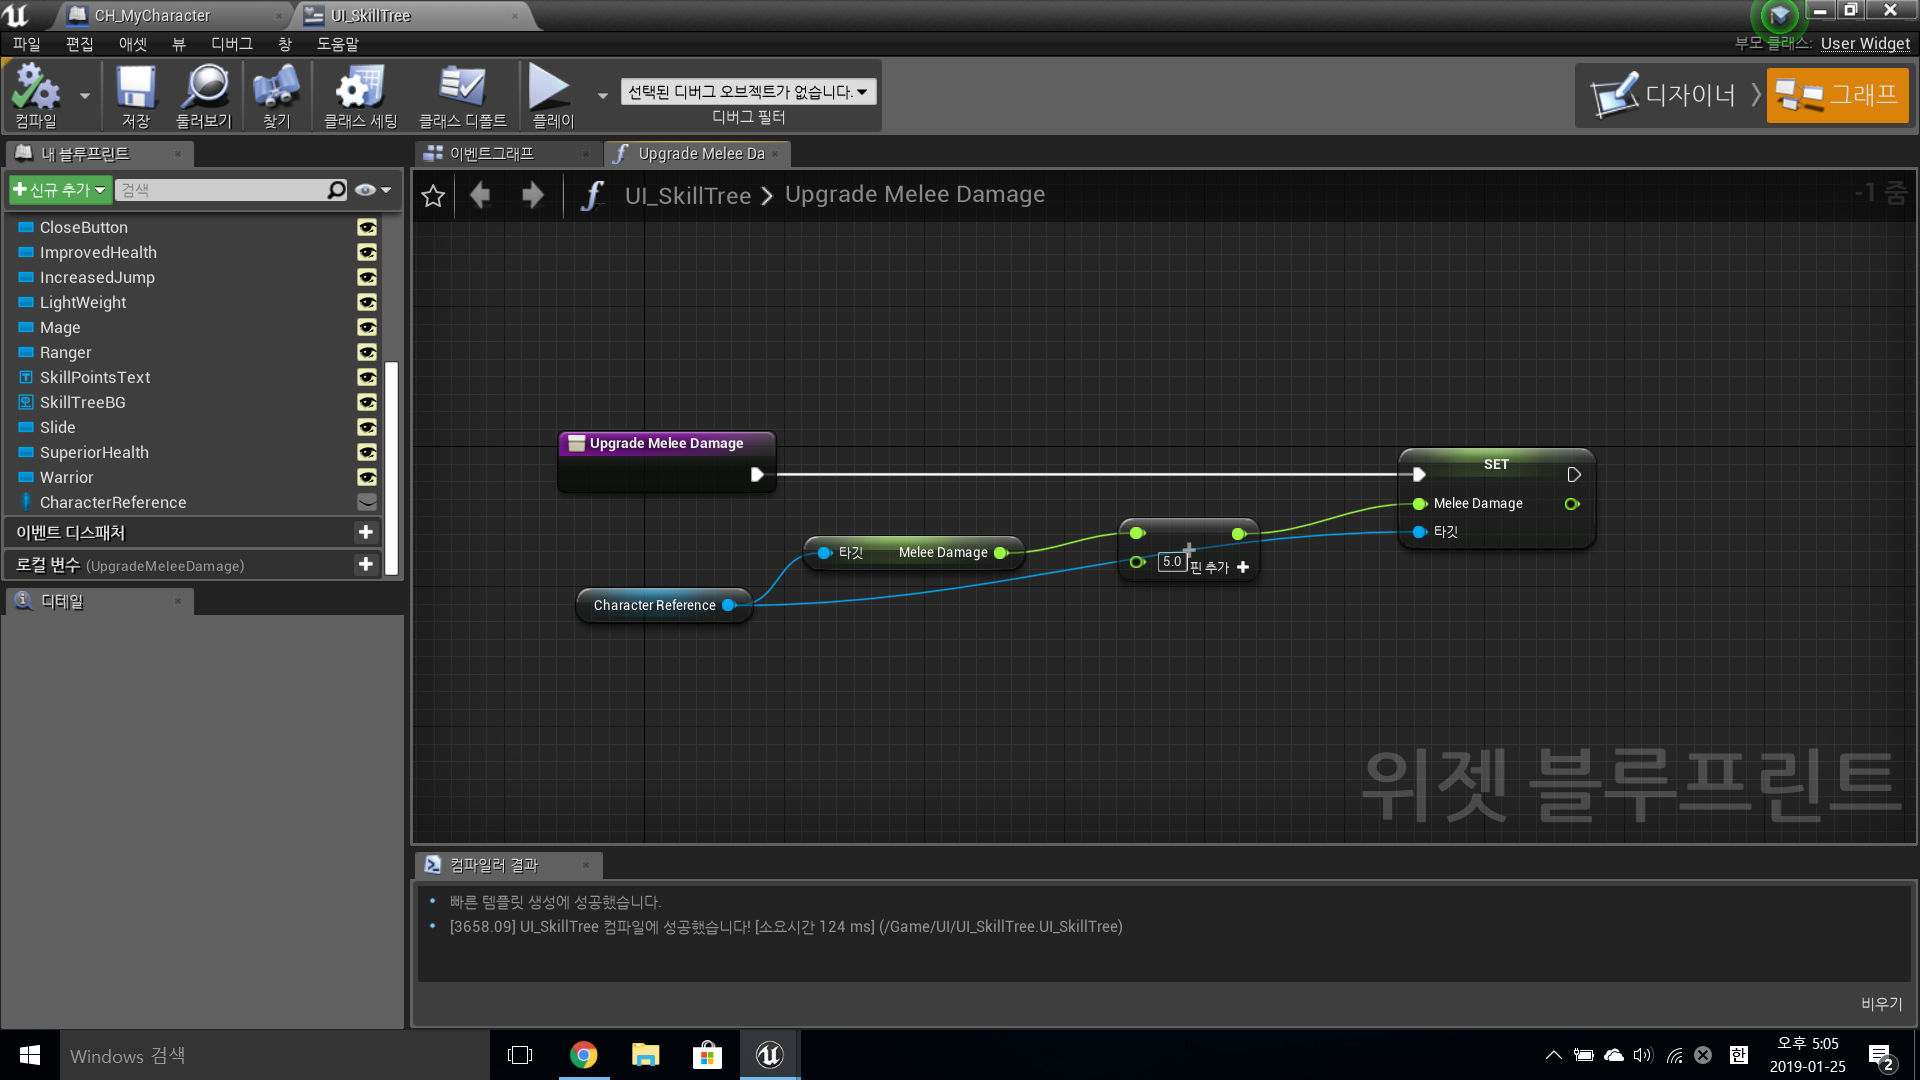 CH_MyCharacter
UI_SkillTree
파일 편집 애셋 뷰 디버그 창 도움말
부모 클래스: User Widget
컴파일
저장
둘러보기
찾기
클래스 세팅
클래스 디폴트
플레이
선택된 디버그 오브젝트가 없습니다.
디버그 필터
디자이너
그래프
내 블루프린트
이벤트그래프
Upgrade Melee Da
신규 추가
검색
UI_SkillTree > Upgrade Melee Damage
-1 줌
CloseButton
ImprovedHealth
IncreasedJump
LightWeight
Mage
Ranger
SkillPointsText
SkillTreeBG
Slide
SuperiorHealth
Warrior
CharacterReference
이벤트 디스패처
로컬 변수 (UpgradeMeleeDamage)
디테일
Upgrade Melee Damage
SET
Melee Damage
타깃
타깃 Melee Damage
5.0
핀 추가
Character Reference
위젯 블루프린트
컴파일러 결과
빠른 템플릿 생성에 성공했습니다.
[3658.09] UI_SkillTree 컴파일에 성공했습니다! [소요시간 124 ms] (/Game/UI/UI_SkillTree.UI_SkillTree)
비우기
Windows 검색
한
오후 5:05
2019-01-25
2